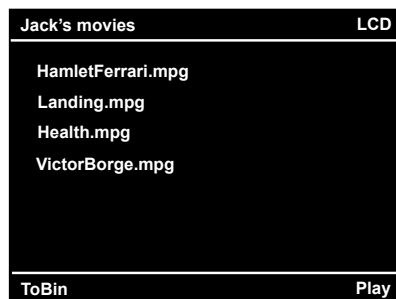 Jack's movies LCD
HamletFerrari.mpg
Landing.mpg
Health.mpg
VictorBorge.mpg
ToBin Play